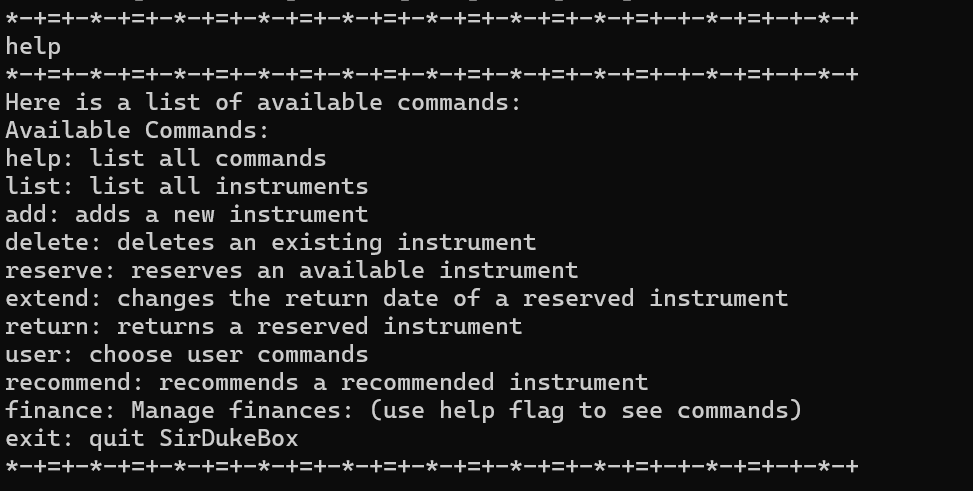 *-+=+-*-+=+-*-+=+-*-+=+-*-+=+-*-+=+-*-+=+-*-+=+-*-+=+-*-+=+-*-+
help
*-+=+-*-+=+-*-+=+-*-+=+-*-+=+-*-+=+-*-+=+-*-+=+-*-+=+-*-+=+-*-+
Here is a list of available commands:
Available Commands:
help: list all commands
list: list all instruments
add: adds a new instrument
delete: deletes an existing instrument
reserve: reserves an available instrument
extend: changes the return date of a reserved instrument
return: returns a reserved instrument
user: choose user commands
recommend: recommends a recommended instrument
finance: Manage finances: (use help flag to see commands)
exit: quit SirDukeBox
*-+=+-*-+=+-*-+=+-*-+=+-*-+=+-*-+=+-*-+=+-*-+=+-*-+=+-*-+=+-*-+